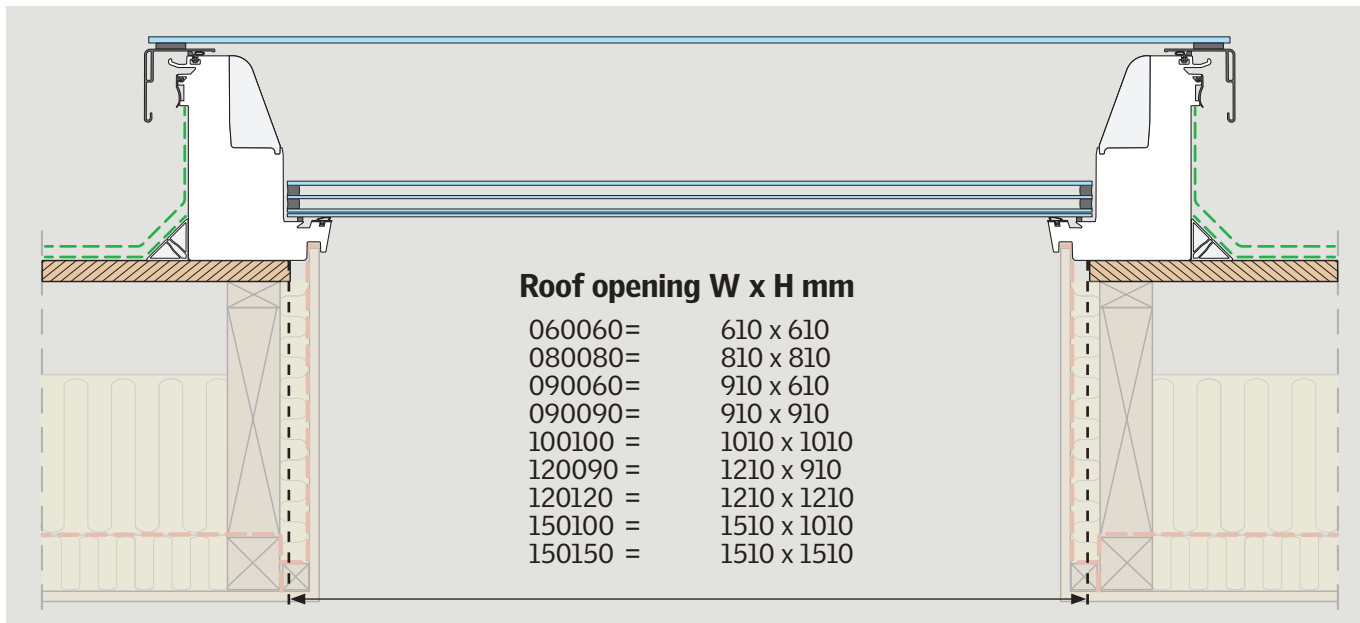 Roof opening W x H mm
060060= 610 x 610
080080= 810 x 810
090060= 910 x 610
090090= 910 x 910
100100 = 1010 x 1010
120090 = 1210 x 910
120120 = 1210 x 1210
150100 = 1510 x 1010
150150 = 1510 x 1510